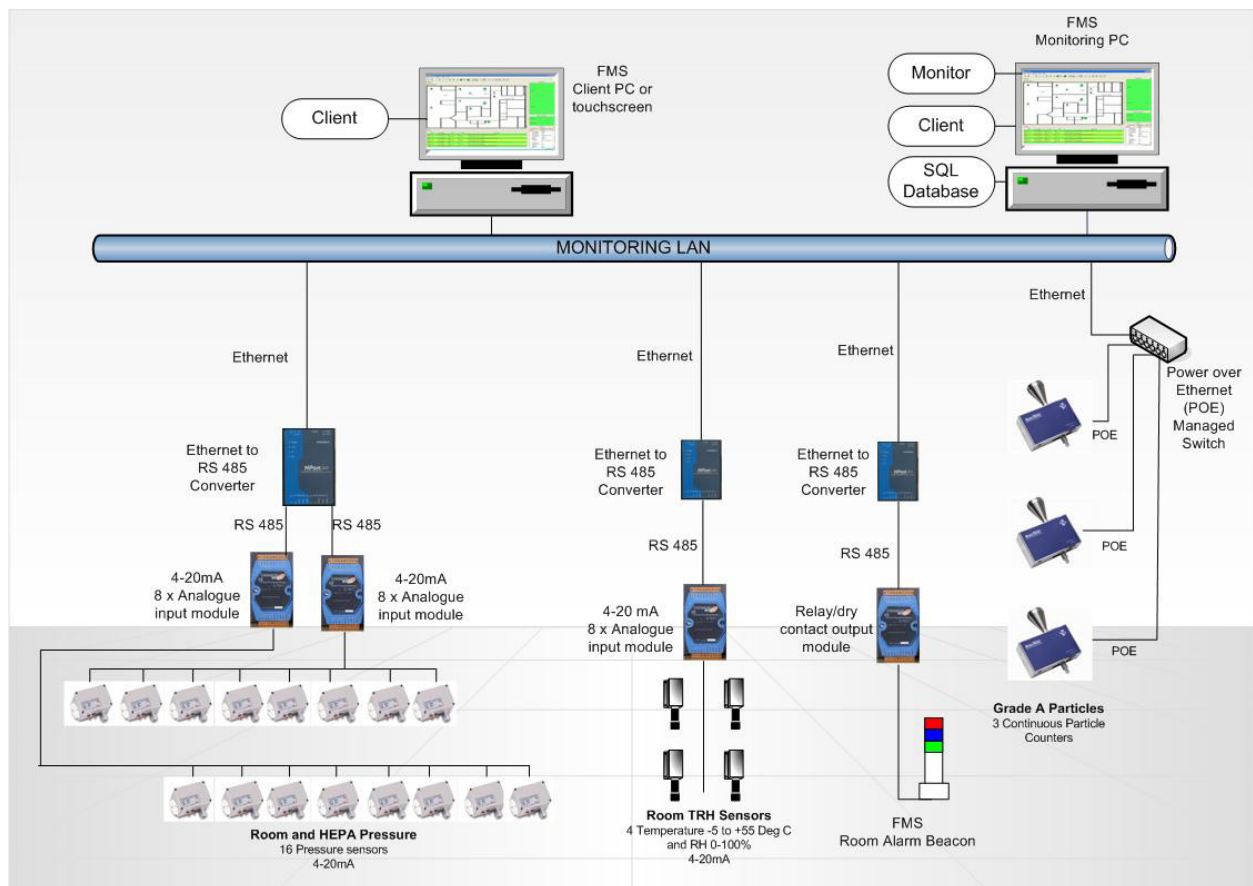 FMS
Monitoring PC
FMS
Client PC or
touchscreen
Client
Monitor
Client
SQL
Database
MONITORING LAN
Ethernet
Ethernet
Ethernet
Ethernet
Power over
Ethernet
(POE)
Managed
Switch
POE
POE
POE
Ethernet to
RS 485
Converter
Ethernet to
RS 485
Converter
Ethernet to
RS 485
Converter
RS 485
RS 485
RS 485
RS 485
4-20mA
8 x Analogue
input module
4-20mA
8 x Analogue
input module
4-20 mA
8 x Analogue
input module
Relay/dry
contact output
module
Grade A Particles
3 Continuous Particle
Counters
Room and HEPA Pressure
16 Pressure sensors
4-20mA
Room TRH Sensors
4 Temperature -5 to +55 Deg C
and RH 0-100%
4-20mA
FMS
Room Alarm Beacon